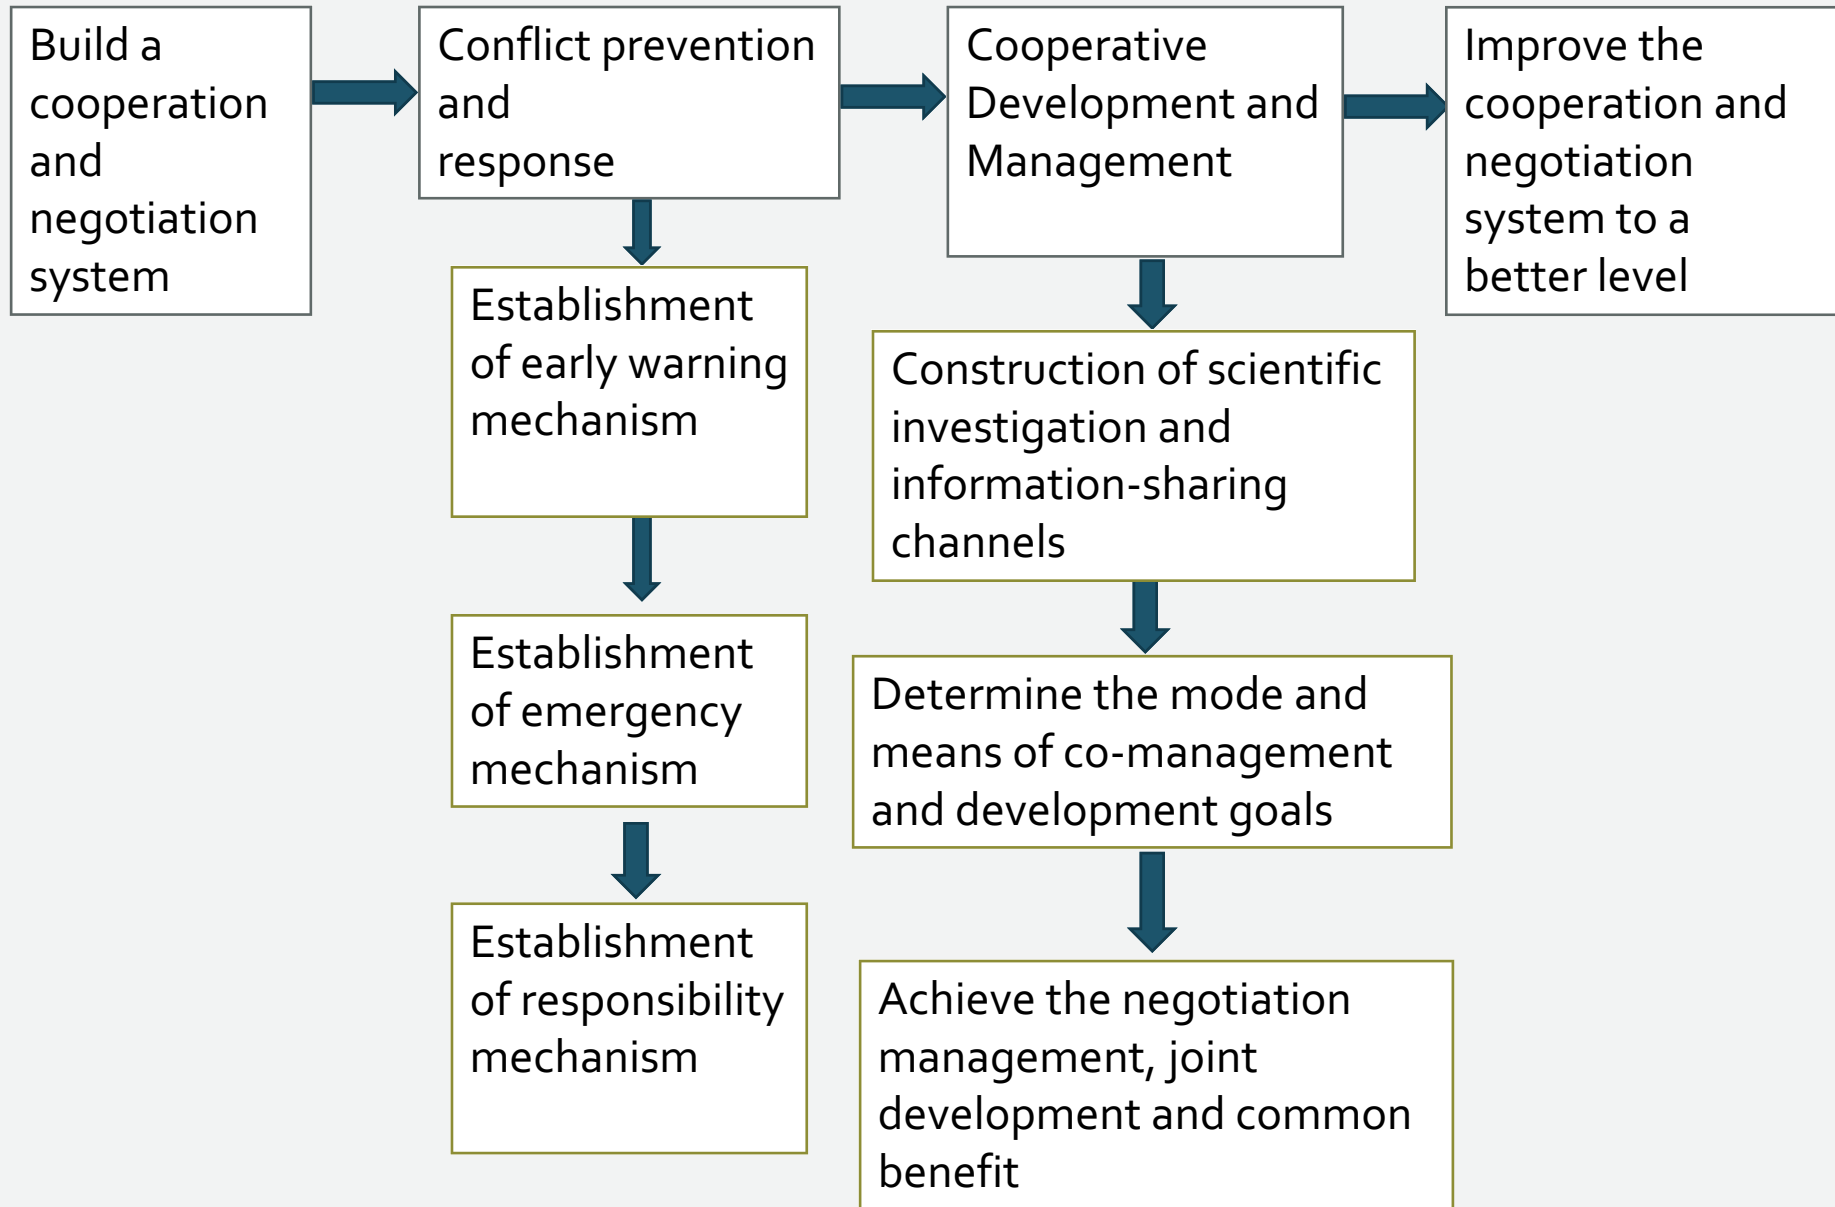 Build a
cooperation
and
negotiation
system
Conflict prevention
and
response
Cooperative
Development and
Management
Improve the
cooperation and
negotiation
system to a
better level
Establishment
of early warning
mechanism
Establishment
of emergency
mechanism
Establishment
of responsibility
mechanism
Construction of scientific
investigation and
information-sharing
channels
Determine the mode and
means of co-management
and development goals
Achieve the negotiation
management, joint
development and common
benefit